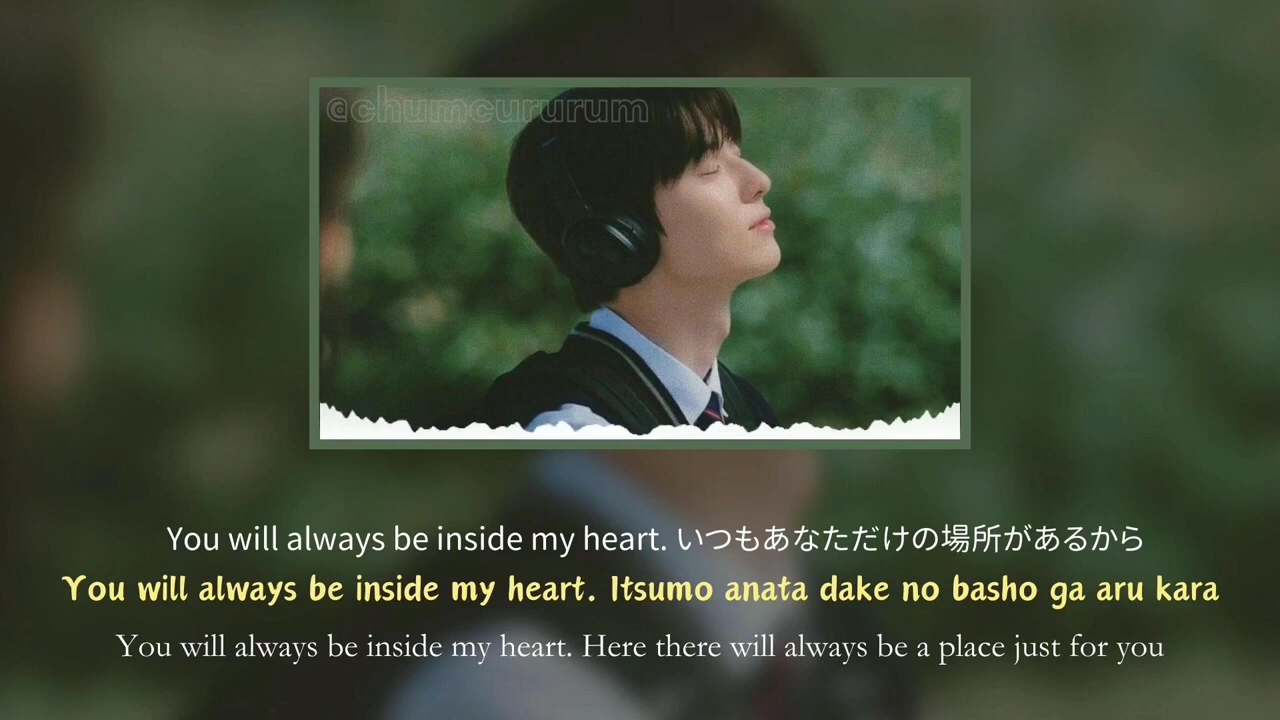 @chumcururum
You will always be inside my heart. いつもあなただけの場所があるから
You will always be inside my heart. Itsumo anata dake no basho ga aru kara
You will always be inside my heart. Here there will always be a place just for you